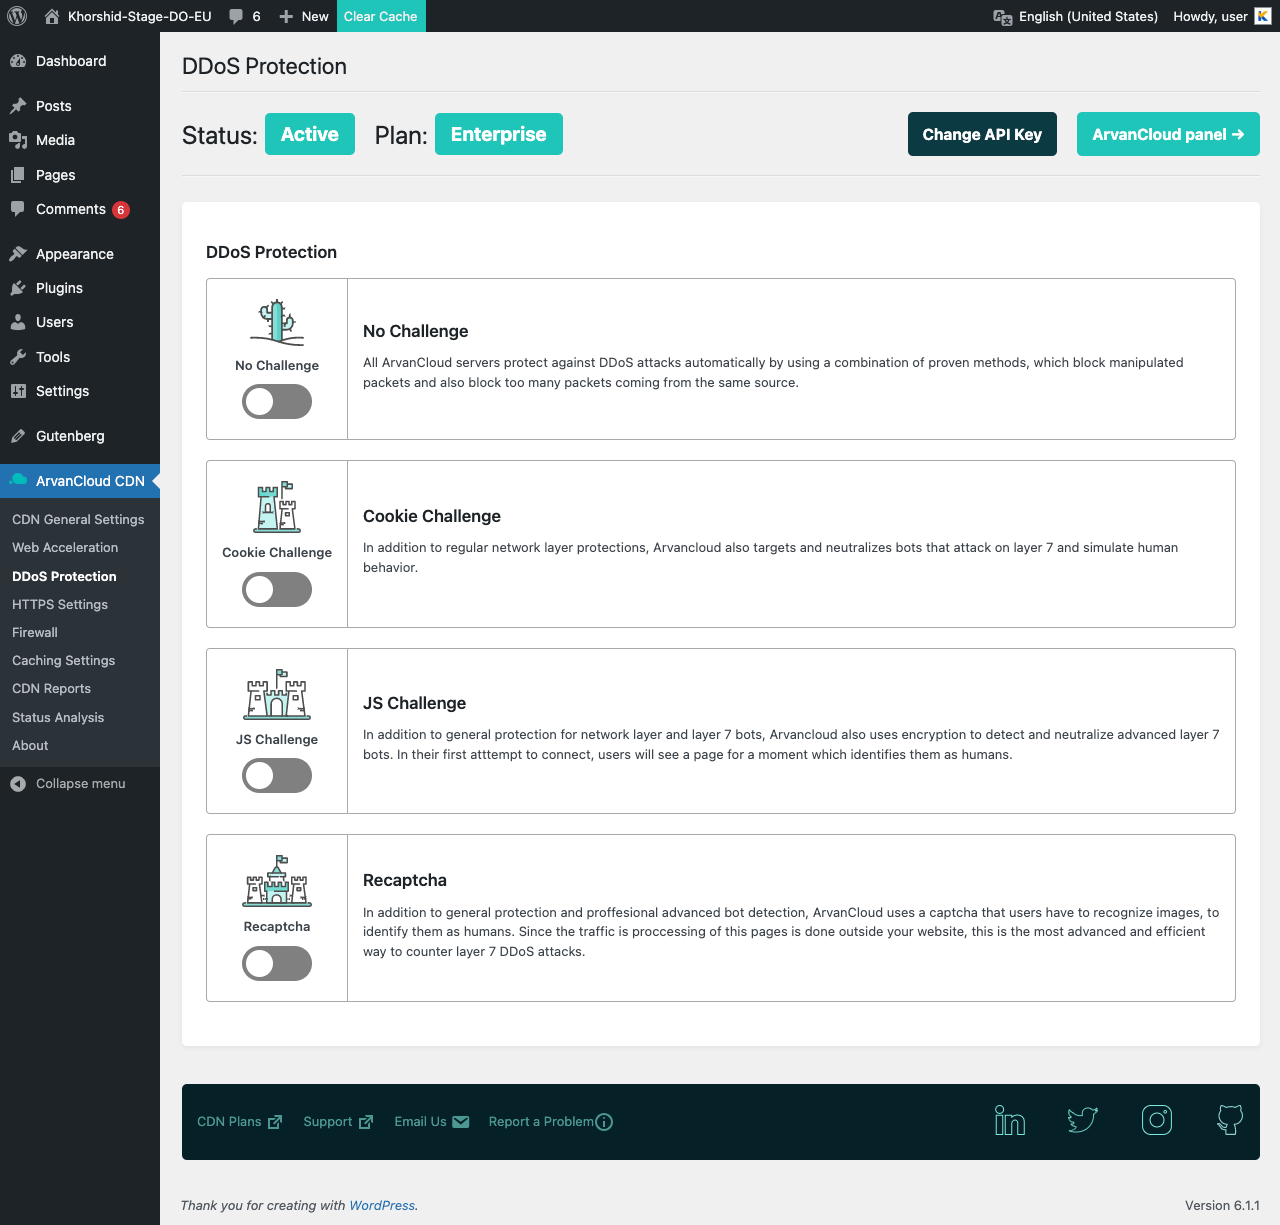 Khorshid-Stage-DO-EU 6 New Clear Cache English (United States) Howdy, user
Dashboard
Posts
Media
Pages
Comments 6
Appearance
Plugins
Users
Tools
Settings
Gutenberg
ArvanCloud CDN
CDN General Settings
Web Acceleration
DDoS Protection
HTTPS Settings
Firewall
Caching Settings
CDN Reports
Status Analysis
About
Collapse menu
DDoS Protection
Status: Active Plan: Enterprise Change API Key ArvanCloud panel →
DDoS Protection
No Challenge
No Challenge
All ArvanCloud servers protect against DDoS attacks automatically by using a combination of proven methods, which block manipulated
packets and also block too many packets coming from the same source.
Cookie Challenge
Cookie Challenge
In addition to regular network layer protections, Arvancloud also targets and neutralizes bots that attack on layer 7 and simulate human
behavior.
JS Challenge
JS Challenge
In addition to general protection for network layer and layer 7 bots, Arvancloud also uses encryption to detect and neutralize advanced layer 7
bots. In their first atttempt to connect, users will see a page for a moment which identifies them as humans.
Recaptcha
Recaptcha
In addition to general protection and proffesional advanced bot detection, ArvanCloud uses a captcha that users have to recognize images, to
identify them as humans. Since the traffic is proccessing of this pages is done outside your website, this is the most advanced and efficient
way to counter layer 7 DDoS attacks.
CDN Plans Support Email Us Report a Problem
Thank you for creating with WordPress. Version 6.1.1